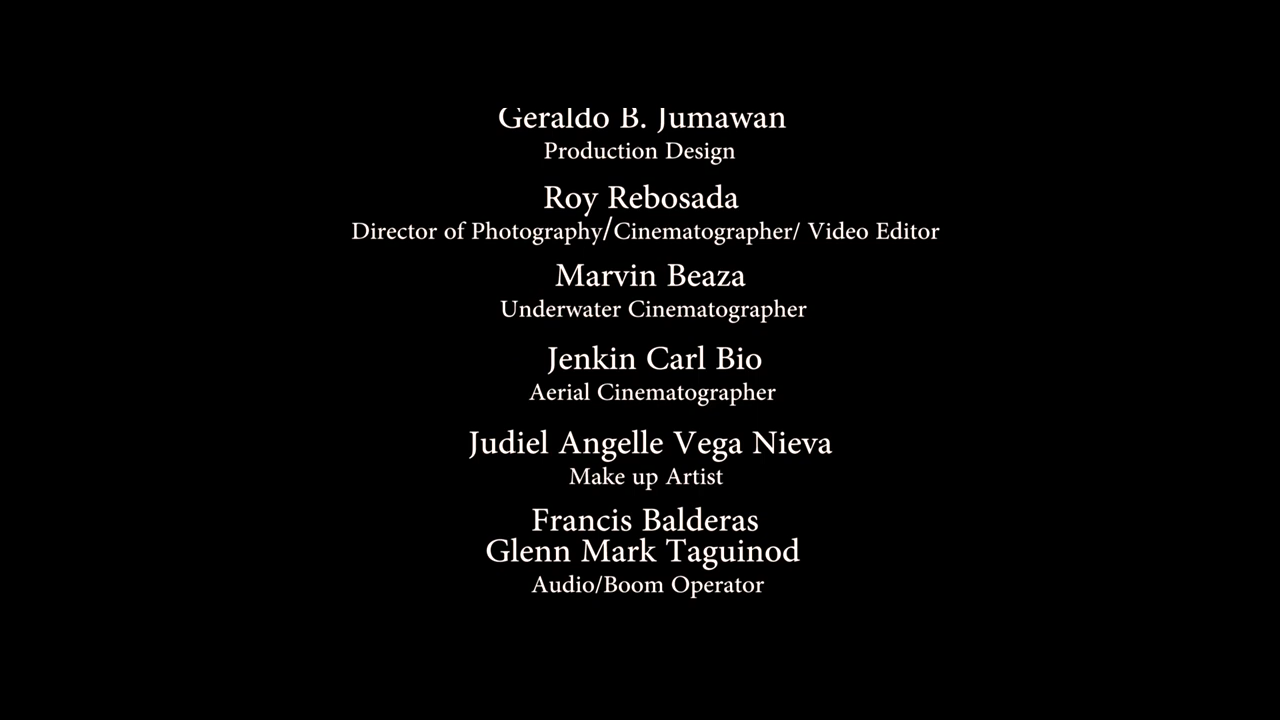 Geraldo B. Jumawan
Production Design
Roy Rebosada
Director of Photography/Cinematographer/ Video Editor
Marvin Beaza
Underwater Cinematographer
Jenkin Carl Bio
Aerial Cinematographer
Judiel Angelle Vega Nieva
Make up Artist
Francis Balderas
Glenn Mark Taguinod
Audio/Boom Operator